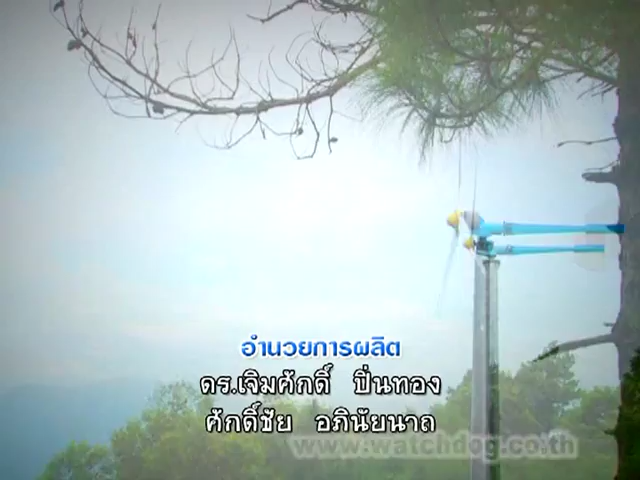 อำนวยการผลิต
ดร.เจิมศักดิ์ ปิ่นทอง
ศักดิ์ชัย อภินัยนาถ
www.watchdog.co.th